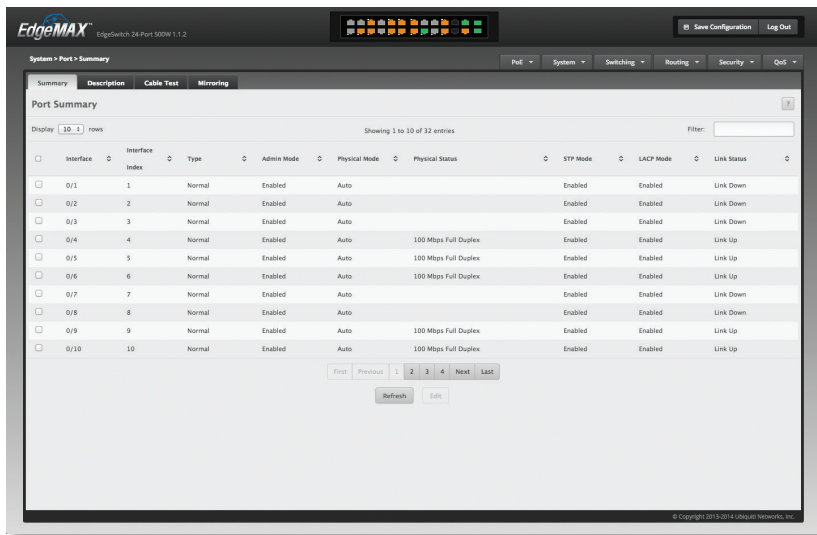 EdgeMAX™ EdgeSwitch 24-Port 500W 1.1.2
Save Configuration Log Out
System > Port > Summary
Poll System Switching Routing Security QoS
Summary Description Cable Test Mirroring
Port Summary
?
Display 10 rows Showing 1 to 10 of 32 entries Filter:
Interface Interface Index Type Admin Mode Physical Mode Physical Status STP Mode LACP Mode Link Status
0/1 1 Normal Enabled Auto Enabled Enabled Link Down
0/2 2 Normal Enabled Auto Enabled Enabled Link Down
0/3 3 Normal Enabled Auto Enabled Enabled Link Down
0/4 4 Normal Enabled Auto 100 Mbps Full Duplex Enabled Enabled Link Up
0/5 5 Normal Enabled Auto 100 Mbps Full Duplex Enabled Enabled Link Up
0/6 6 Normal Enabled Auto 100 Mbps Full Duplex Enabled Enabled Link Up
0/7 7 Normal Enabled Auto Enabled Enabled Link Down
0/8 8 Normal Enabled Auto Enabled Enabled Link Down
0/9 9 Normal Enabled Auto 100 Mbps Full Duplex Enabled Enabled Link Up
0/10 10 Normal Enabled Auto 100 Mbps Full Duplex Enabled Enabled Link Up
First Previous 1 2 3 4 Next Last
Refresh Edit
© Copyright 2013-2014 Ubiquiti Networks, Inc.